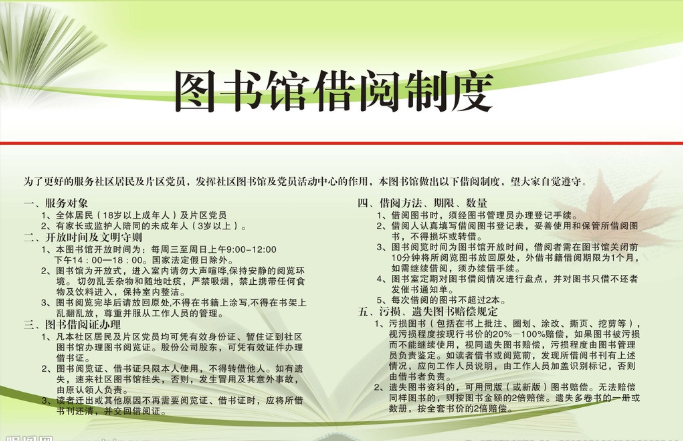 图书馆借阅制度
为了更好的服务社区居民及片区党员，发挥社区图书馆及党员活动中心的作用，本图书馆做出以下借阅制度，望大家自觉遵守。
一、服务对象
1、全体居民（18岁以上成年人）及片区党员
2、有家长或监护人陪同的未成年人（3岁以上）。
二、开放时间及文明守则
1、本图书馆开放时间为：每周三至周日上午9:00-12:00
下午14：00—18：00。国家法定假日除外。
2、图书馆为开放式，进入室内请勿大声喧哗,保持安静的阅览环
境。 切勿乱丢杂物和随地吐痰，严禁吸烟，禁止携带任何食
物及饮料进入，保持室内整洁。
3、图书阅览完毕后请放回原处,不得在书籍上涂写,不得在书架上
乱翻乱放，尊重并服从工作人员的管理。
三、图书借阅证办理
1、凡本社区居民及片区党员均可凭有效身份证、暂住证到社区
图书馆办理图书阅览证。股份公司股东，可凭有效证件办理
借书证。
2、图书阅览证、借书证只限本人使用，不得转借他人。如有遗
失，速来社区图书馆挂失，否则，发生冒用及其意外事故，
由原认领人负责。
3、读者迁出或其他原因不再需要阅览证、借书证时，应将所借
书刊还清，并交回借阅证。
四、借阅方法、期限、数量
1、借阅图书时，须经图书管理员办理登记手续。
2、借阅人认真填写借阅图书登记表，妥善使用和保管所借阅图
书，不得损坏或转借。
3、图书阅览时间为图书馆开放时间，借阅者需在图书馆关闭前
10分钟将所阅览图书放回原处，外借书籍借阅期限为1个月，
如需继续借阅，须办续借手续。
4、图书室定期对图书借阅情况进行盘点，并对图书只借不还者
发催书通知单。
5、每次借阅的图书不超过2本。
五、污损、遗失图书赔偿规定
1、污损图书（包括在书上批注、圈划、涂改、撕页、挖剪等），
视污损程度按现行书价的20%－100%赔偿，如果图书被污损
而不能继续使用，视同遗失图书赔偿，污损程度由图书管理
员负责鉴定。如读者借书或阅览前，发现所借阅书刊有上述
情况，应向工作人员说明，由工作人员加盖识别标记，否则
由借书者负责。
2、遗失图书资料的，可用同版（或新版）图书赔偿。无法赔偿
同样图书的，则按图书金额的2倍赔偿。遗失多卷书的一册或
数册，按全套书价的2倍赔偿。